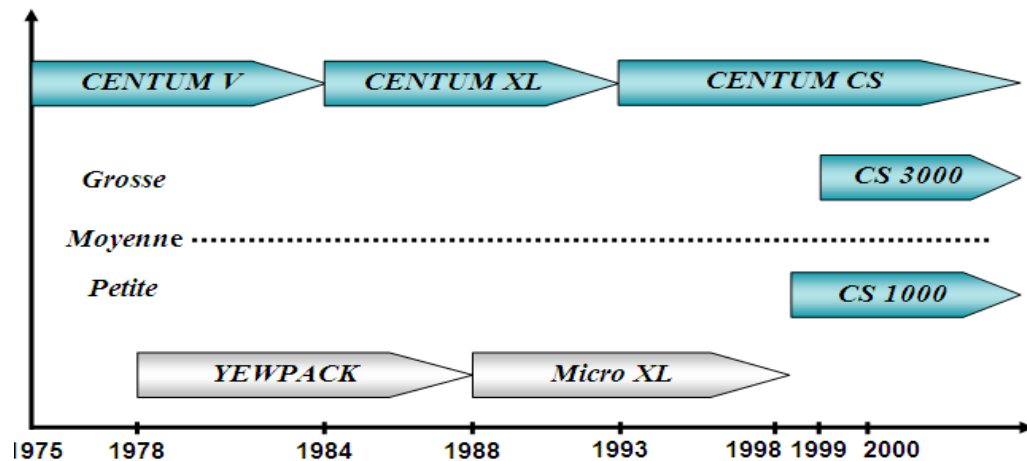 CENTUM V CENTUM XL CENTUM CS
Grosse CS 3000
Moyenne
Petite CS 1000
YEWPACK Micro XL
1975 1978 1984 1988 1993 1998 1999 2000